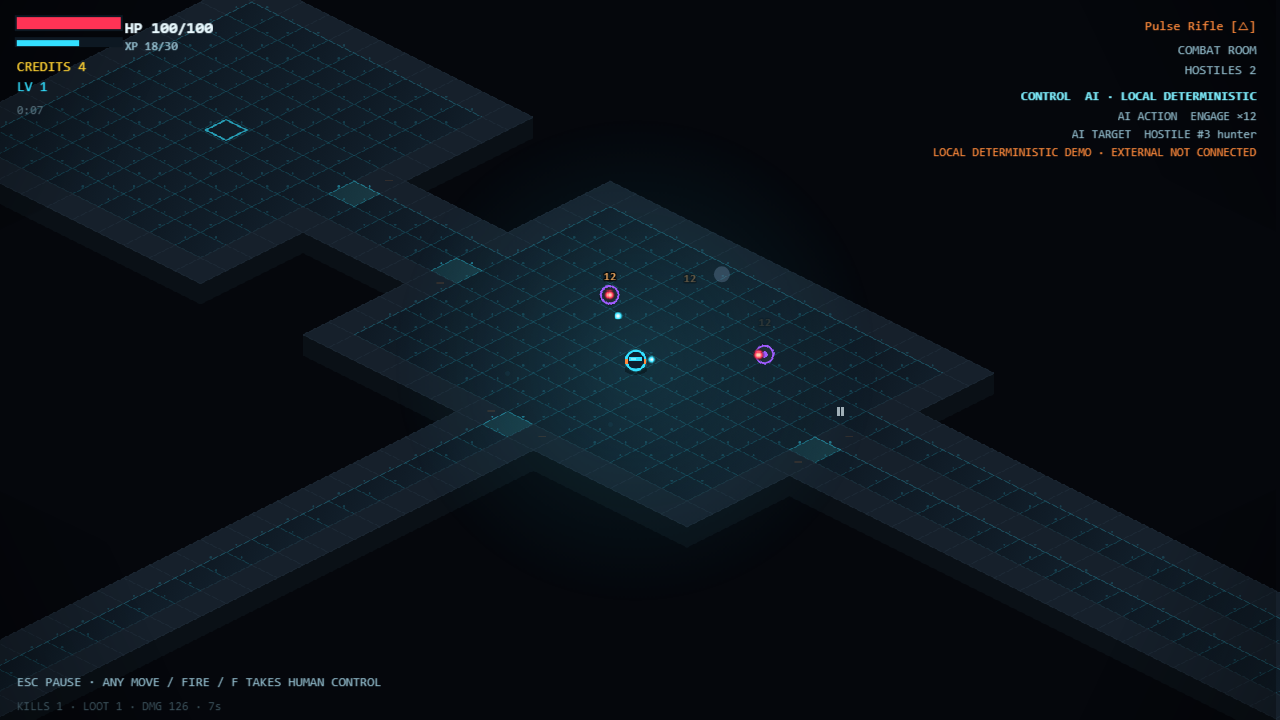 HP 100/100
XP 18/30
CREDITS 4
LV 1
0:07
Pulse Rifle [△]
COMBAT ROOM
HOSTILES 2
CONTROL AI · LOCAL DETERMINISTIC
AI ACTION ENGAGE ×12
AI TARGET HOSTILE #3 hunter
LOCAL DETERMINISTIC DEMO · EXTERNAL NOT CONNECTED
12
12
12
ESC PAUSE · ANY MOVE / FIRE / F TAKES HUMAN CONTROL
KILLS 1 · LOOT 1 · DMG 126 · 7s